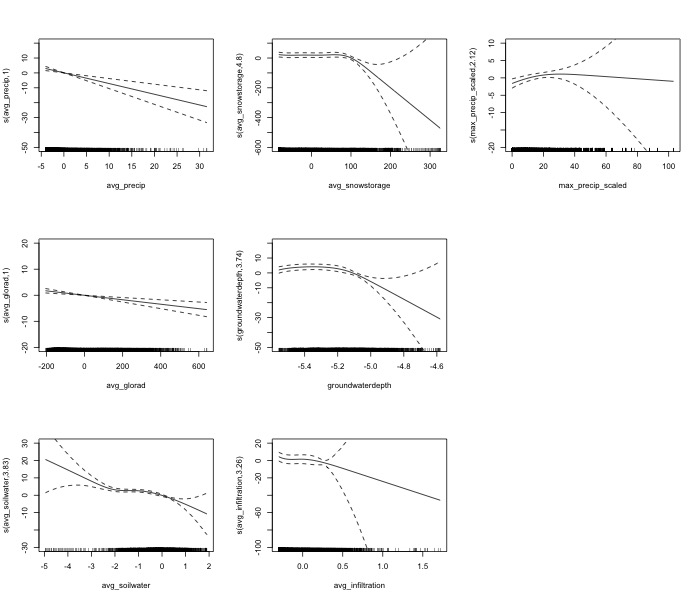 s(avg_precip,1)
-50 -30 -10 10
-5 0 5 10 15 20 25 30
avg_precip
s(avg_snowstorage,4.8)
-600 -400 -200 0
0 100 200 300
avg_snowstorage
s(max_precip_scaled,2.12)
-20 -10 -5 0 5 10
0 20 40 60 80 100
max_precip_scaled
s(avg_glorad,1)
-20 -10 0 10 20
-200 0 200 400 600
avg_glorad
s(groundwaterdepth,3.74)
-50 -30 -10 10
-5.4 -5.2 -5.0 -4.8 -4.6
groundwaterdepth
s(avg_soilwater,3.83)
-30 -10 0 10 20 30
-5 -4 -3 -2 -1 0 1 2
avg_soilwater
s(avg_infiltration,3.26)
-100 -60 -20 0 20
0.0 0.5 1.0 1.5
avg_infiltration